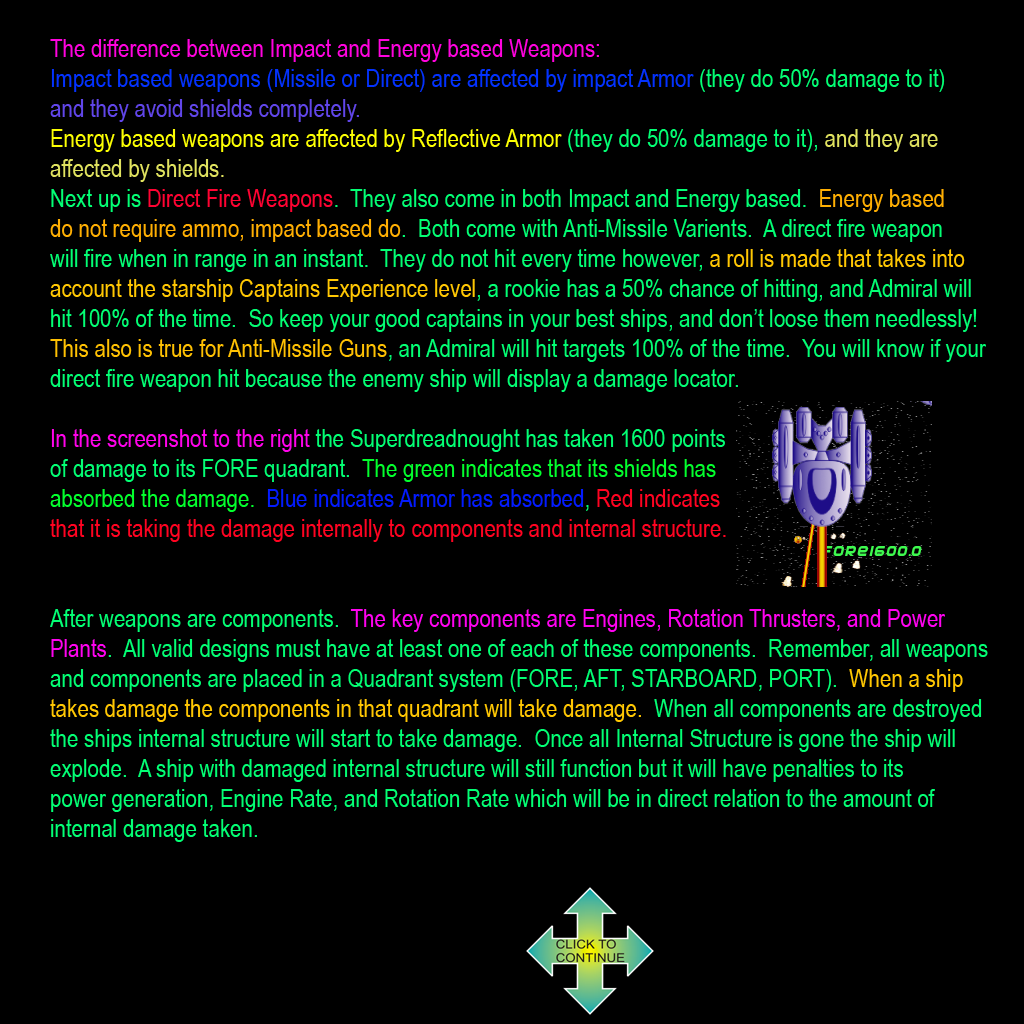 The difference between Impact and Energy based Weapons:
Impact based weapons (Missile or Direct) are affected by impact Armor (they do 50% damage to it)
and they avoid shields completely.
Energy based weapons are affected by Reflective Armor (they do 50% damage to it), and they are
affected by shields.
Next up is Direct Fire Weapons.  They also come in both Impact and Energy based.  Energy based
do not require ammo, impact based do.  Both come with Anti-Missile Varients.  A direct fire weapon
will fire when in range in an instant.  They do not hit every time however, a roll is made that takes into
account the starship Captains Experience level, a rookie has a 50% chance of hitting, and Admiral will
hit 100% of the time.  So keep your good captains in your best ships, and don’t loose them needlessly!
This also is true for Anti-Missile Guns, an Admiral will hit targets 100% of the time.  You will know if your
direct fire weapon hit because the enemy ship will display a damage locator.
In the screenshot to the right the Superdreadnought has taken 1600 points
of damage to its FORE quadrant.  The green indicates that its shields has
absorbed the damage.  Blue indicates Armor has absorbed, Red indicates
that it is taking the damage internally to components and internal structure.
FORE1600.0
After weapons are components.  The key components are Engines, Rotation Thrusters, and Power
Plants.  All valid designs must have at least one of each of these components.  Remember, all weapons
and components are placed in a Quadrant system (FORE, AFT, STARBOARD, PORT).  When a ship
takes damage the components in that quadrant will take damage.  When all components are destroyed
the ships internal structure will start to take damage.  Once all Internal Structure is gone the ship will
explode.  A ship with damaged internal structure will still function but it will have penalties to its
power generation, Engine Rate, and Rotation Rate which will be in direct relation to the amount of
internal damage taken.
CLICK TO
CONTINUE